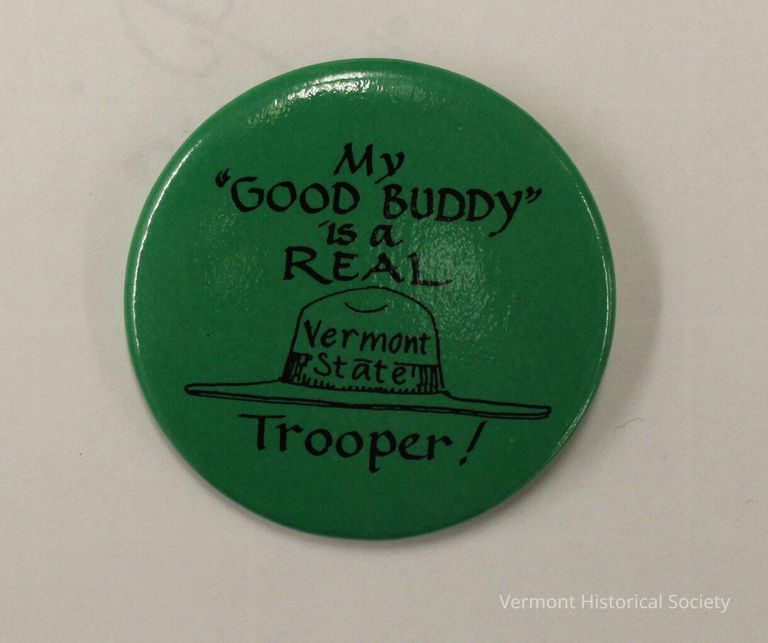 My
"GOOD BUDDY"
is a
REAL
Vermont
State
Trooper!
Vermont Historical Society